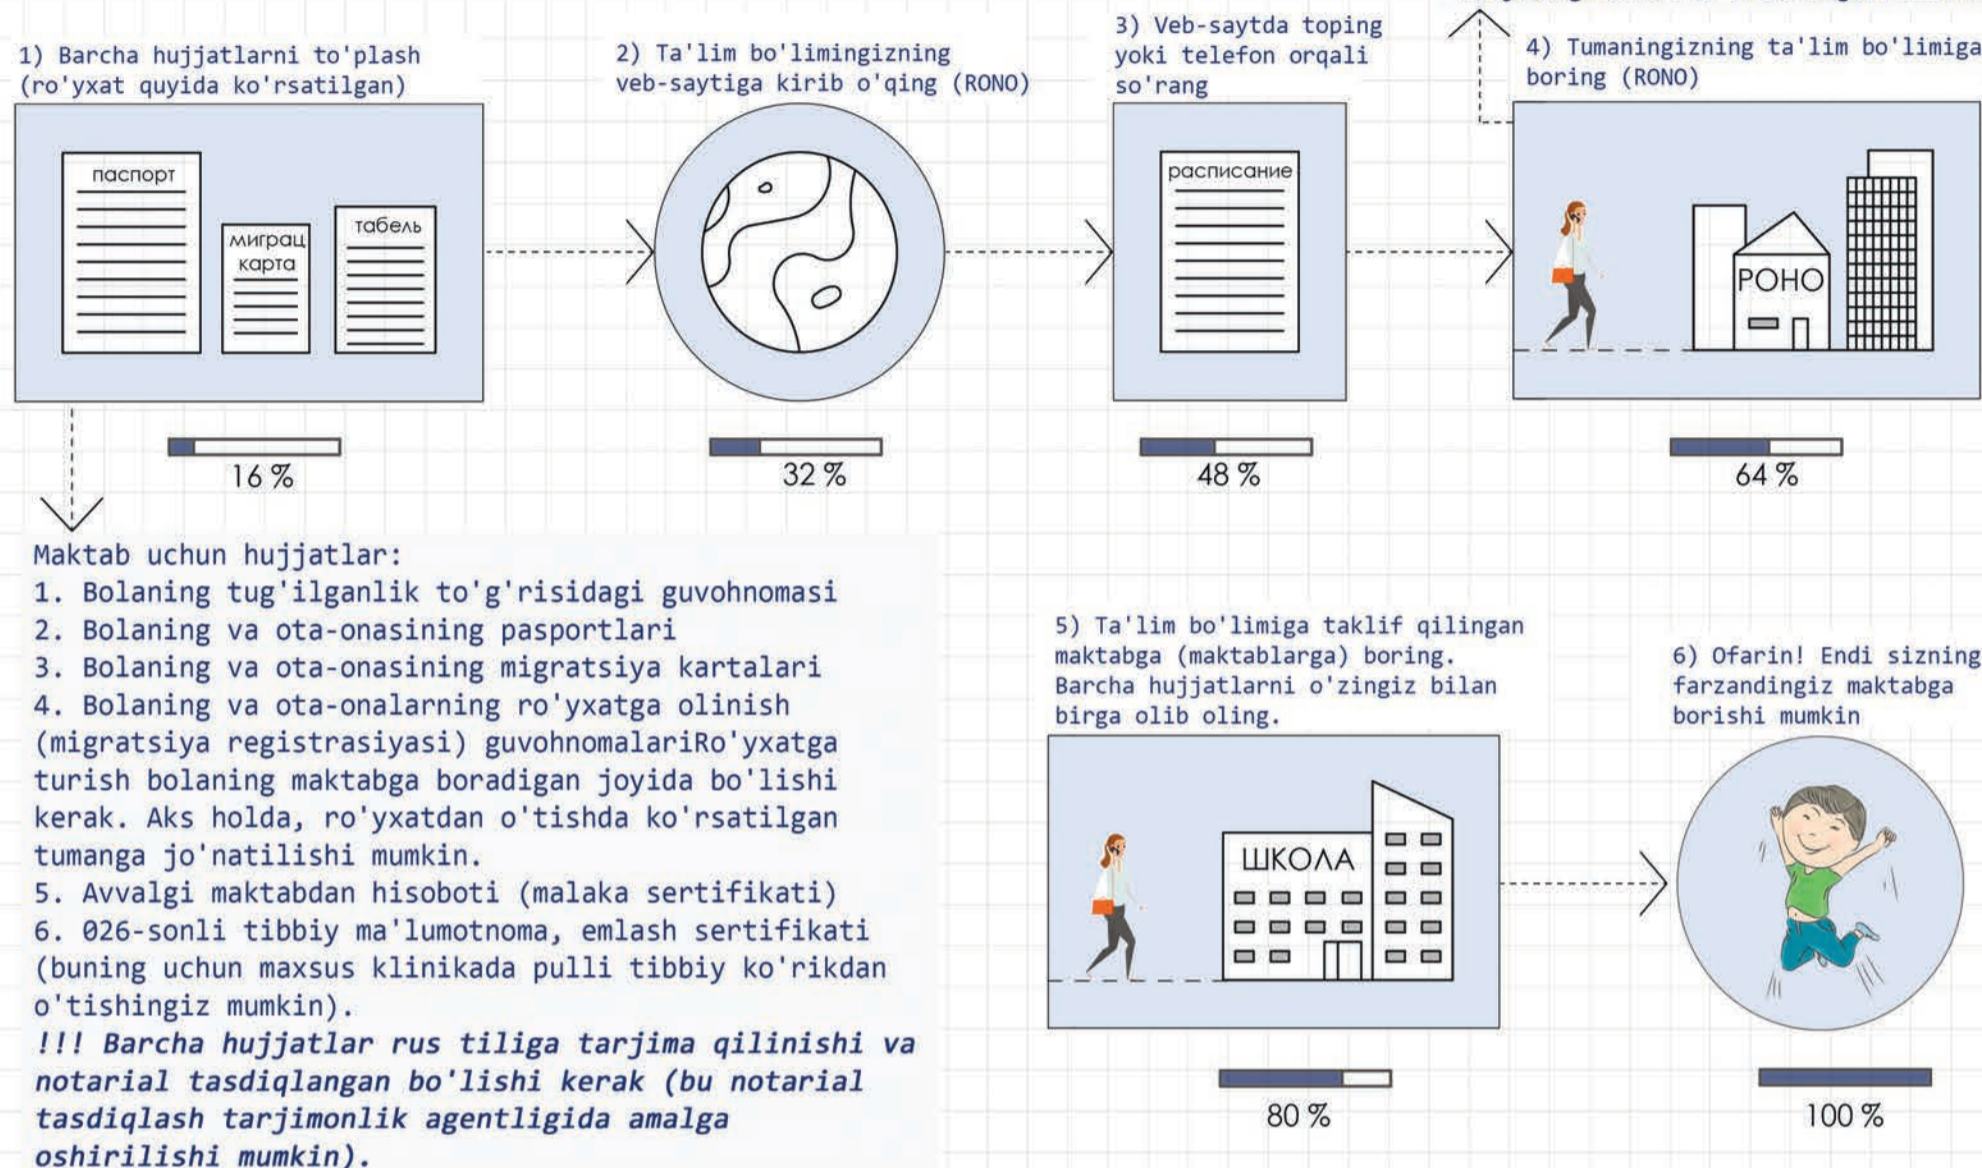 1) Barcha hujjatlarni to'plash
(ro'yxat quyida ko'rsatilgan)
паспорт
миграц
карта
табель
16 %
2) Ta'lim bo'limingizning
veb-saytiga kirib o'qing (RONO)
32 %
3) Veb-saytda toping
yoki telefon orqali
so'rang
расписание
48 %
4) Tumaningizning ta'lim bo'limiga
boring (RONO)
РОНО
64 %
Maktab uchun hujjatlar:
1. Bolaning tug'ilganlik to'g'risidagi guvohnomasi
2. Bolaning va ota-onasining pasportlari
3. Bolaning va ota-onasining migratsiya kartalari
4. Bolaning va ota-onalarning ro'yxatga olinish
(migratsiya registrasiyasi) guvohnomalariRo'yxatga
turish bolaning maktabga boradigan joyida bo'lishi
kerak. Aks holda, ro'yxatdan o'tishda ko'rsatilgan
tumanga jo'natilishi mumkin.
5. Avvalgi maktabdan hisoboti (malaka sertifikati)
6. 026-sonli tibbiy ma'lumotnoma, emlash sertifikati
(buning uchun maxsus klinikada pulli tibbiy ko'rikdan
o'tishingiz mumkin).
!!! Barcha hujjatlar rus tiliga tarjima qilinishi va
notarial tasdiqlangan bo'lishi kerak (bu notarial
tasdiqlash tarjimonlik agentligida amalga
oshirilishi mumkin).
5) Ta'lim bo'limiga taklif qilingan
maktabga (maktablarga) boring.
Barcha hujjatlarni o'zingiz bilan
birga olib oling.
ШКОЛА
80 %
6) Ofarin! Endi sizning
farzandingiz maktabga
borishi mumkin
100 %